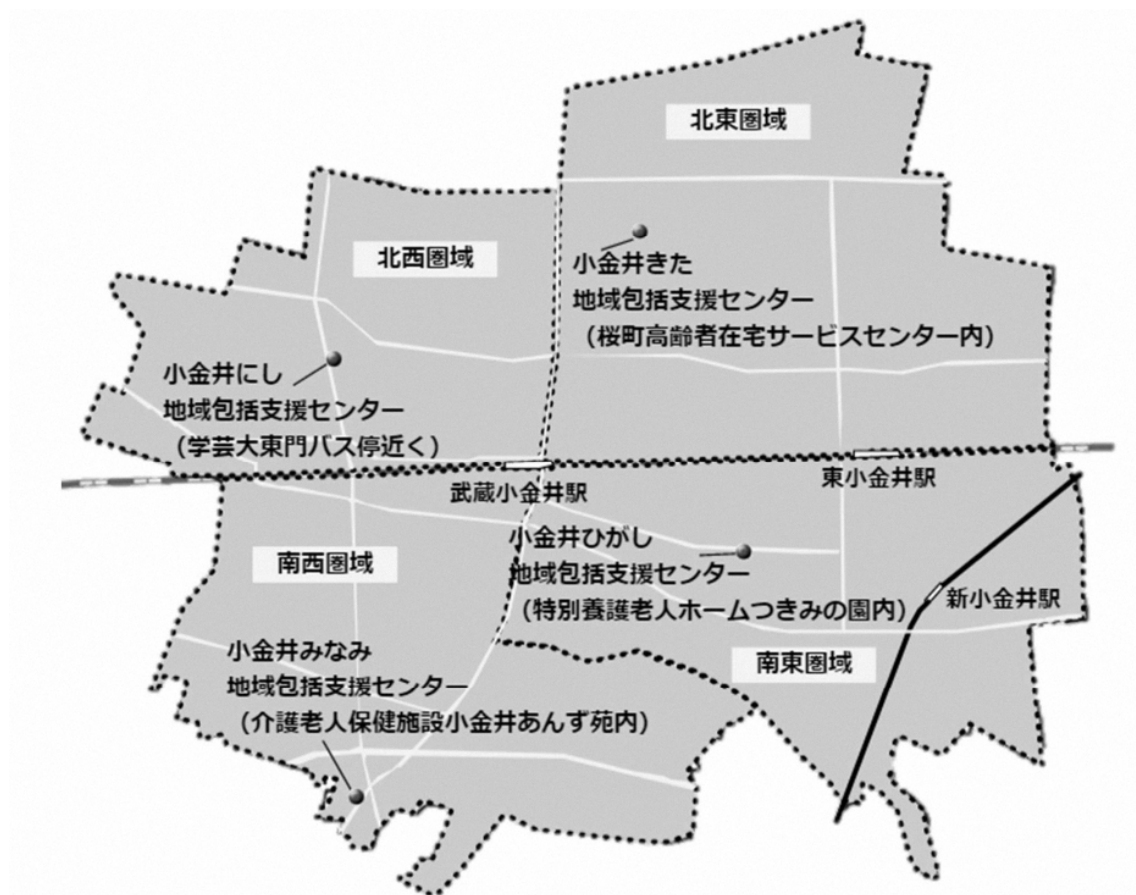 北東圏域
北西圏域
小金井きた
地域包括支援センター
（桜町高齢者在宅サービスセンター内）
小金井にし
地域包括支援センター
（学芸大東門バス停近く）
武蔵小金井駅
東小金井駅
小金井ひがし
地域包括支援センター
（特別養護老人ホームつきみの園内）
南西圏域
新小金井駅
小金井みなみ
地域包括支援センター
（介護老人保健施設小金井あんず苑内）
南東圏域